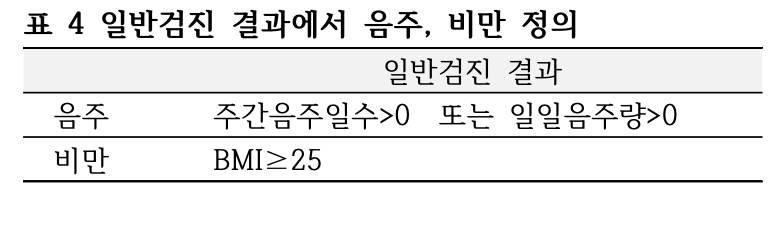 표 4 일반검진 결과에서 음주, 비만 정의
일반검진 결과
음주 주간음주일수>0 또는 일일음주량>0
비만 BMI≥25